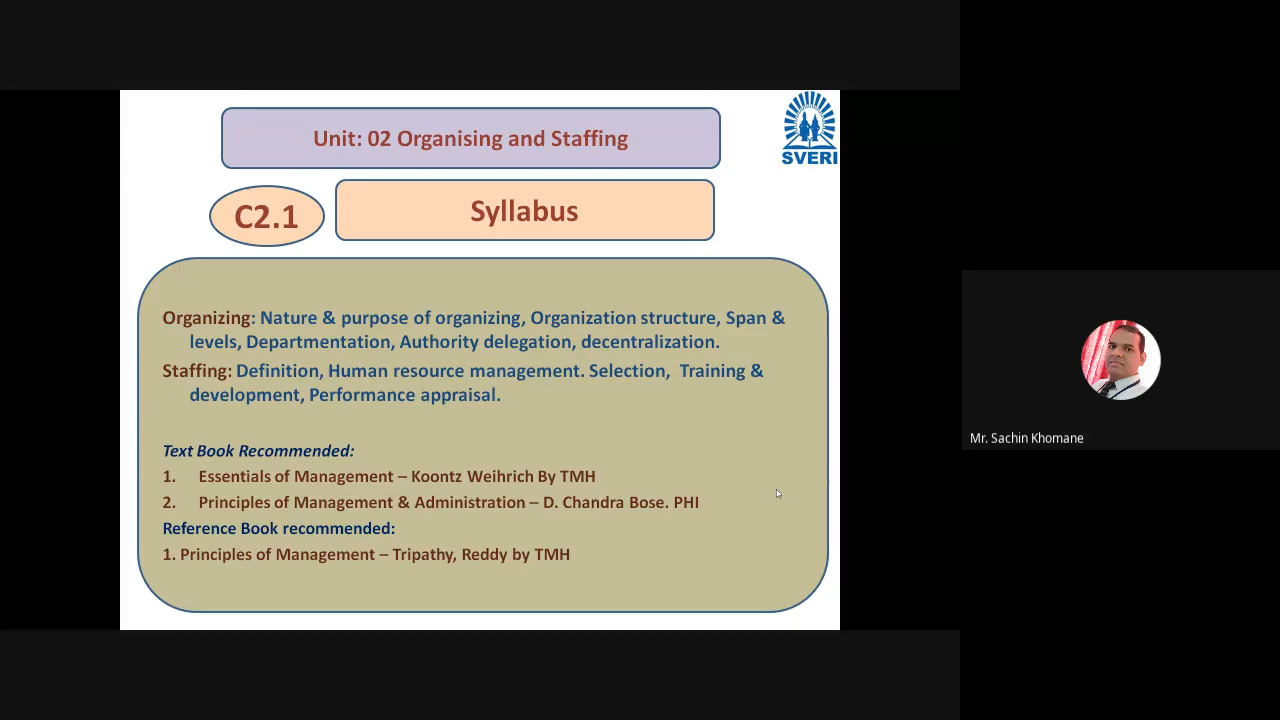 Unit: 02 Organising and Staffing
SVERI
C2.1
Syllabus
Organizing: Nature & purpose of organizing, Organization structure, Span &
levels, Departmentation, Authority delegation, decentralization.
Staffing: Definition, Human resource management. Selection, Training &
development, Performance appraisal.
Text Book Recommended:
1. Essentials of Management – Koontz Weihrich By TMH
2. Principles of Management & Administration – D. Chandra Bose. PHI
Reference Book recommended:
1. Principles of Management – Tripathy, Reddy by TMH
Mr. Sachin Khomane